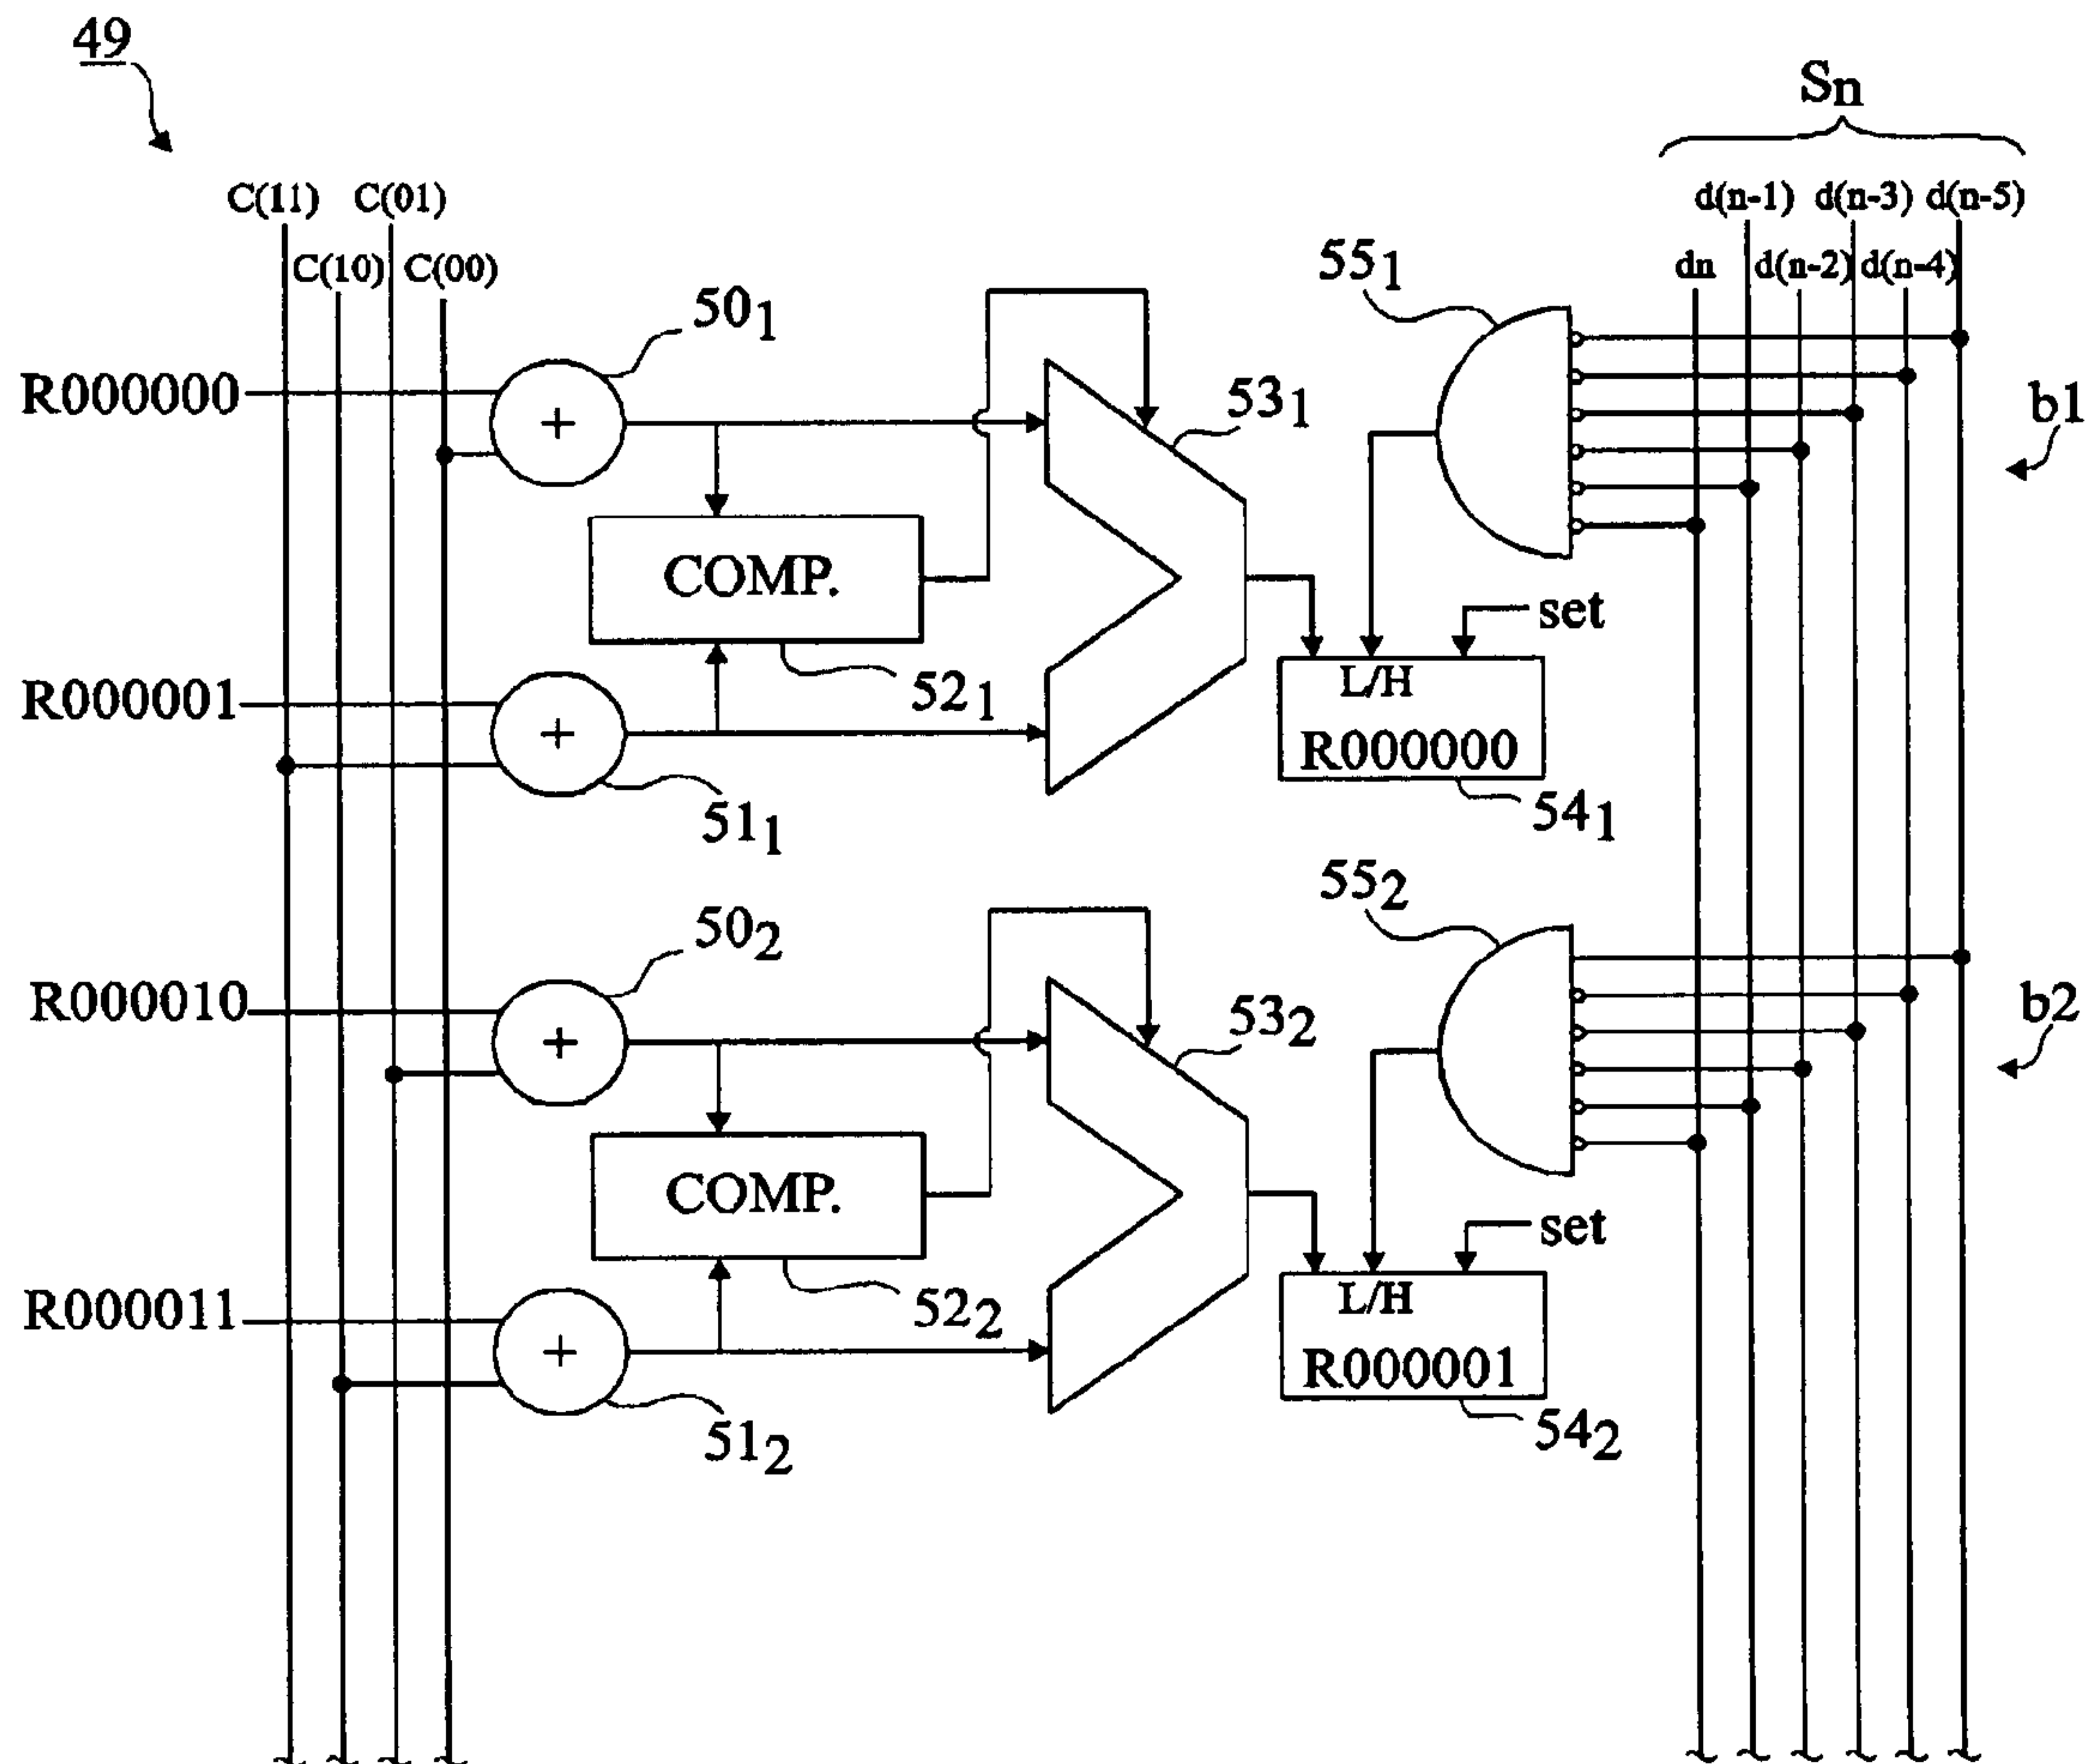 49
Sn
C(11) C(01) d(n-1) d(n-3) d(n-5)
C(10) C(00) dn d(n-2) d(n-4)
501
551
R000000
+
531
b1
COMP.
set
R000001
521
L/H
+
R000000
511
541
552
502
R000010
+
532
b2
COMP.
set
R000011
522
L/H
+
R000001
512
542